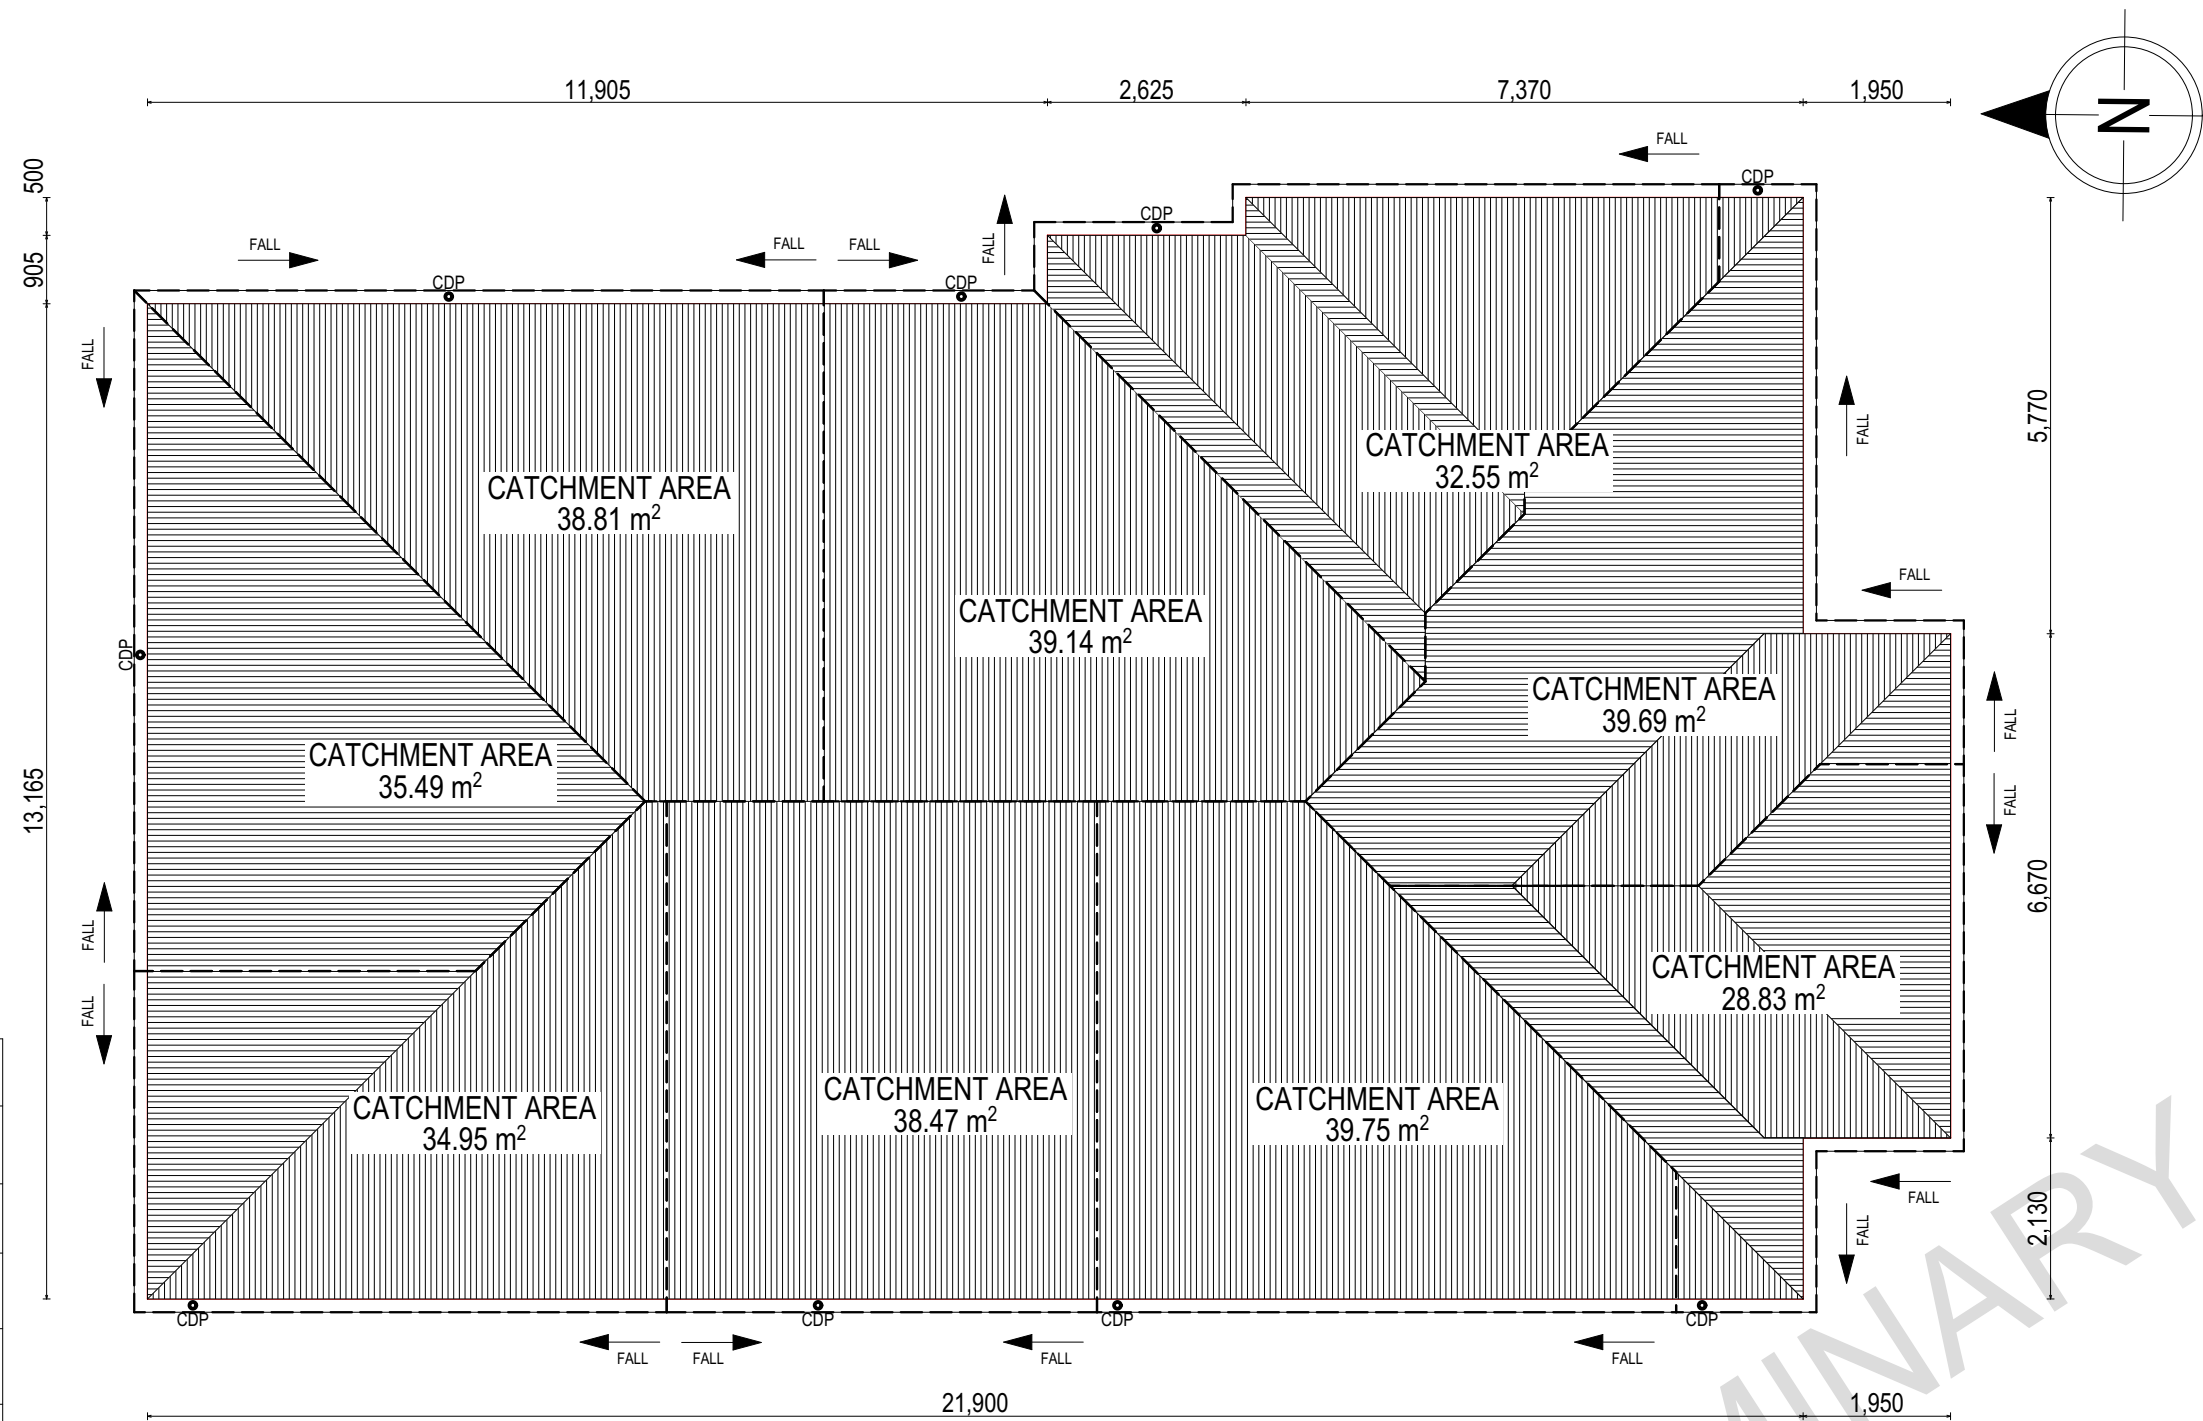 11,905
2,625
7,370
1,950
N
500
905
13,165
FALL
CDP
CDP
FALL
FALL
FALL
FALL
CDP
CDP
FALL
FALL
5,770
FALL
FALL
CATCHMENT AREA
32.55 m²
CATCHMENT AREA
38.81 m²
CATCHMENT AREA
39.14 m²
CDP
CATCHMENT AREA
39.69 m²
FALL
FALL
CATCHMENT AREA
35.49 m²
6,670
FALL
FALL
CATCHMENT AREA
28.83 m²
CATCHMENT AREA
34.95 m²
CATCHMENT AREA
38.47 m²
CATCHMENT AREA
39.75 m²
FALL
2,130
FALL
CDP
CDP
CDP
CDP
FALL
FALL
FALL
FALL
21,900
1,950